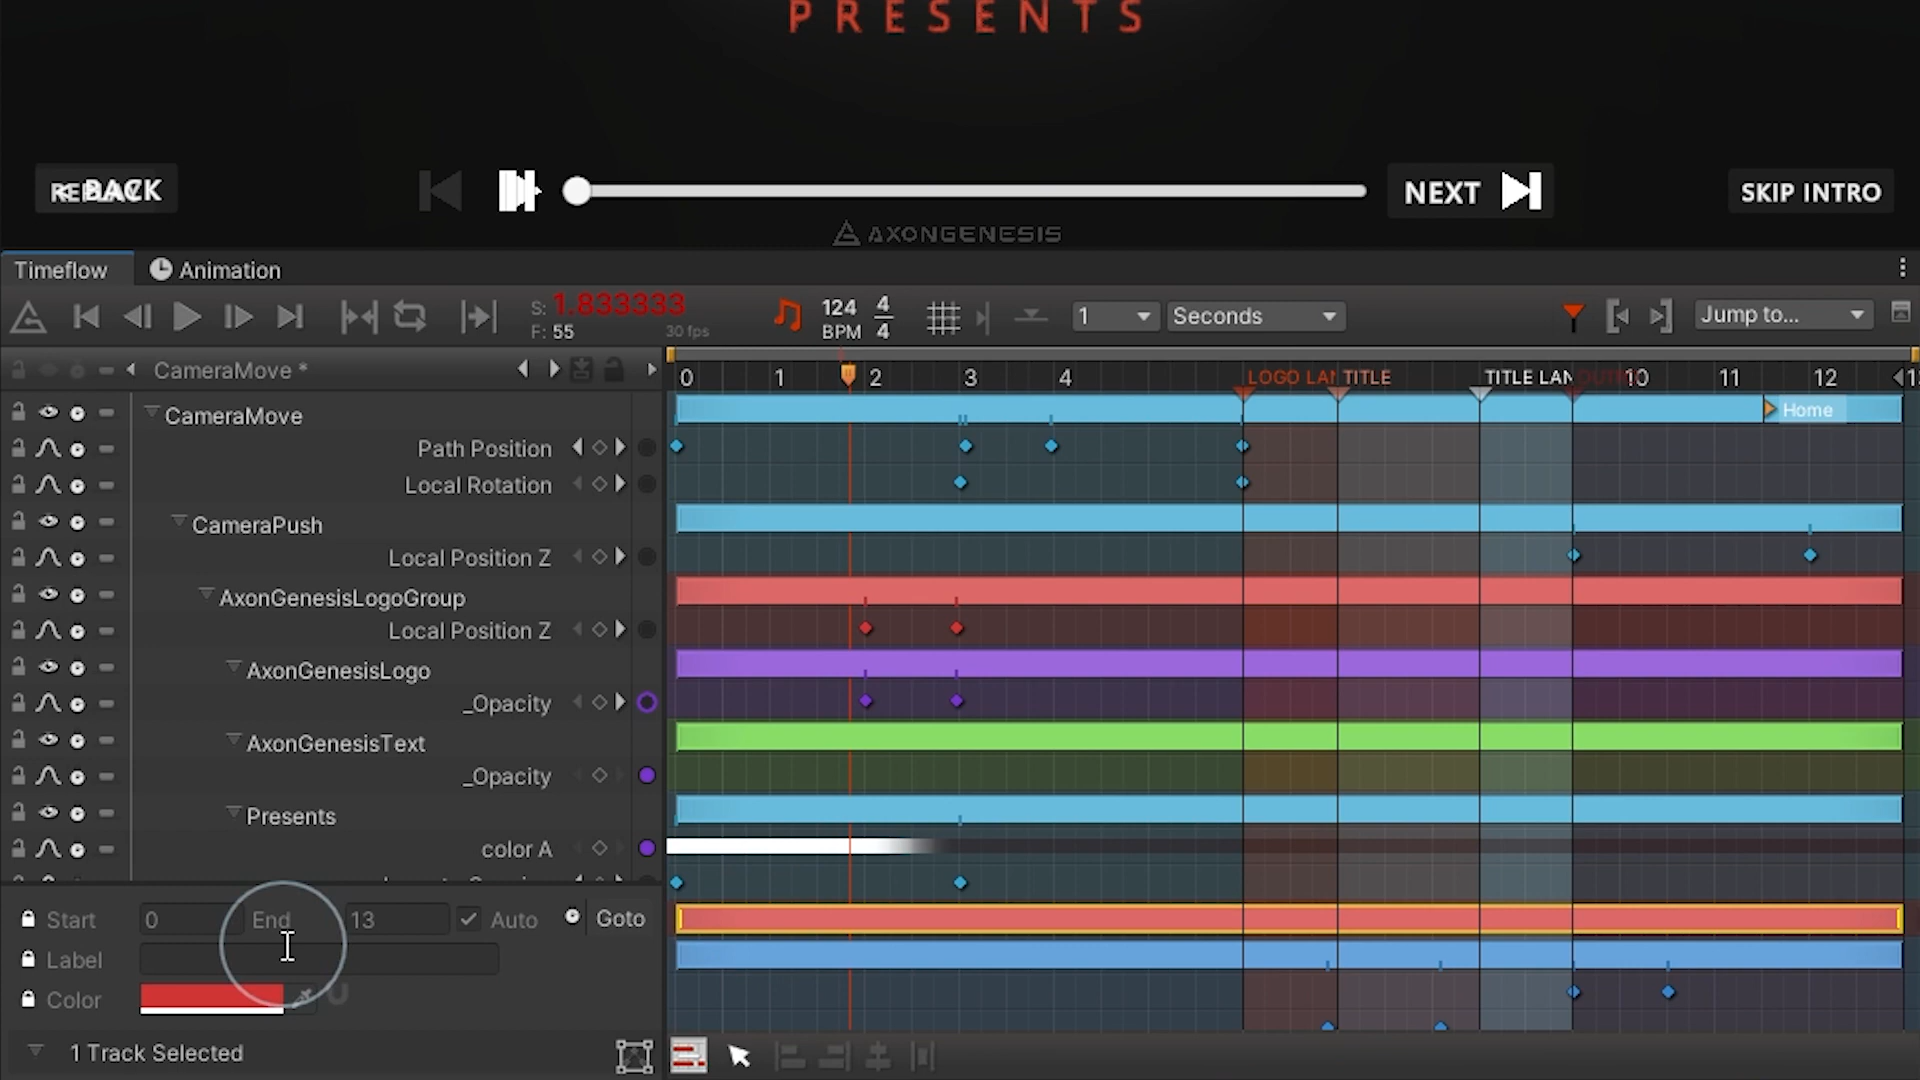 PRESENTS
BACK
NEXT
SKIP INTRO
AXONGENESIS
Timeflow
Animation
S: 1.833333
F: 55
30 fps
124
BPM
4
4
1
Seconds
Jump to...
CameraMove *
0 1 2 3 4 LOGO LAN TITLE TITLE LAN 10 11 12
CameraMove
Home
Path Position
Local Rotation
CameraPush
Local Position Z
AxonGenesisLogoGroup
Local Position Z
AxonGenesisLogo
_Opacity
AxonGenesisText
_Opacity
Presents
color A
Start 0 End 13 Auto Goto
Label
Color
1 Track Selected